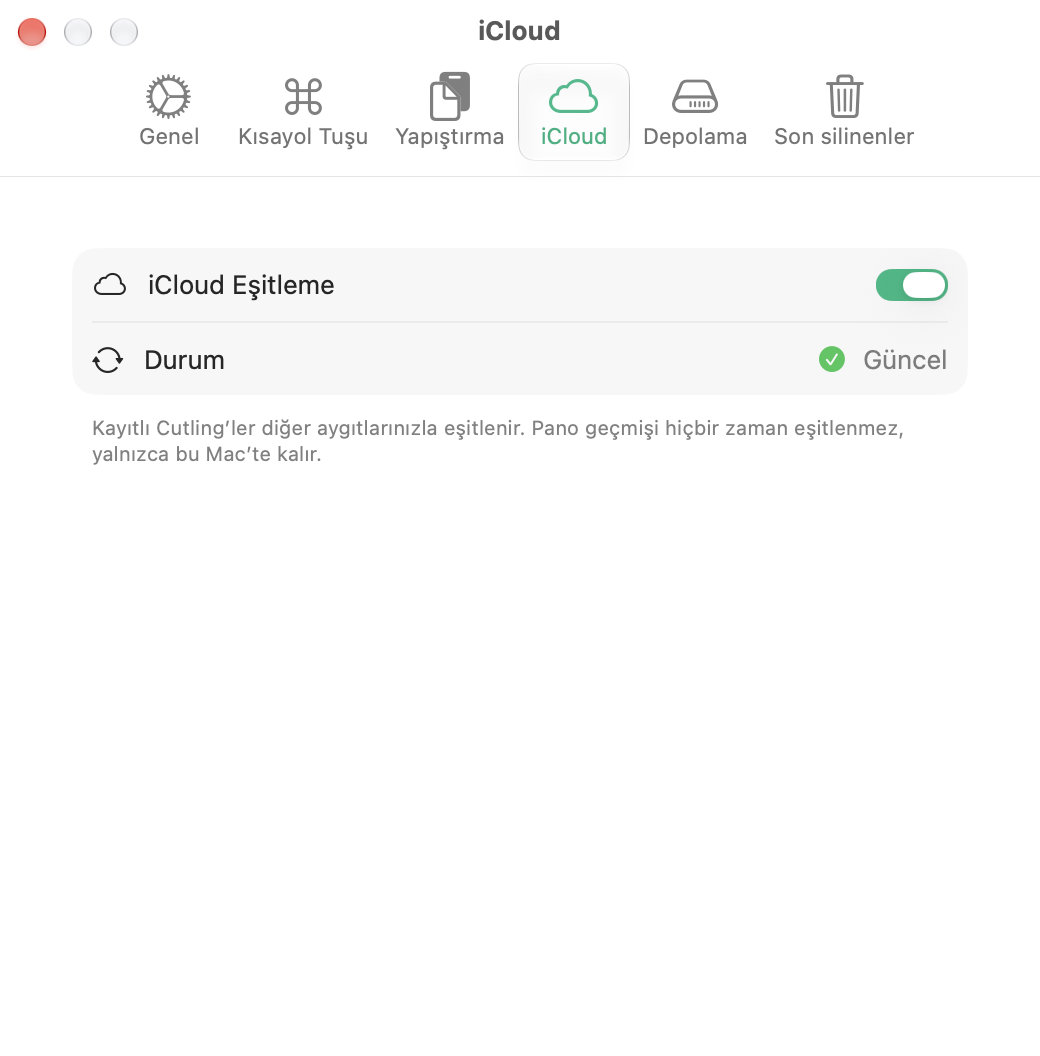 iCloud
Genel
Kısayol Tuşu
Yapıştırma
iCloud
Depolama
Son silinenler
iCloud Eşitleme
Durum
Güncel
Kayıtlı Cutling’ler diğer aygıtlarınızla eşitlenir. Pano geçmişi hiçbir zaman eşitlenmez,
yalnızca bu Mac’te kalır.